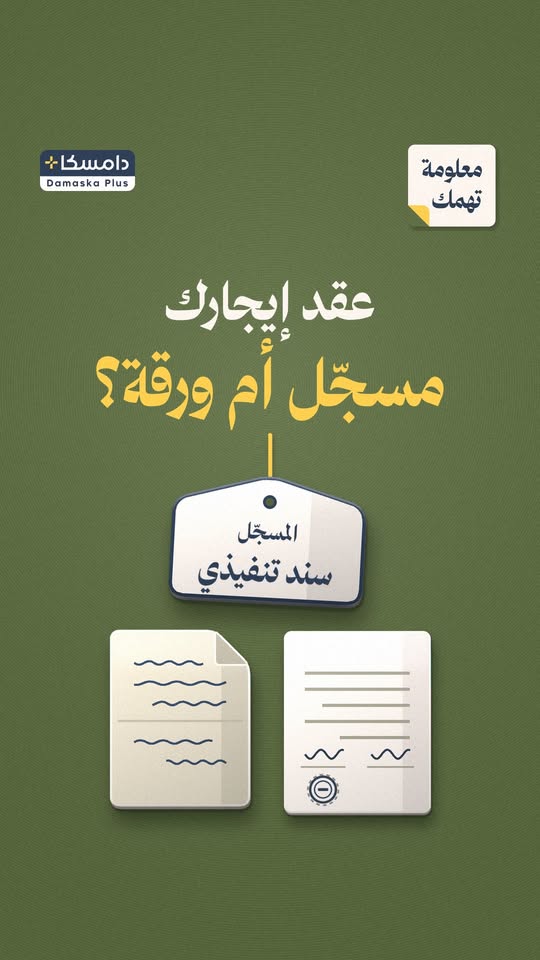 معلومة
تهمك
دامسكا+
Damaska Plus
عقد إيجارك
مسجّل أم ورقة؟
المسجّل
سند تنفيذي